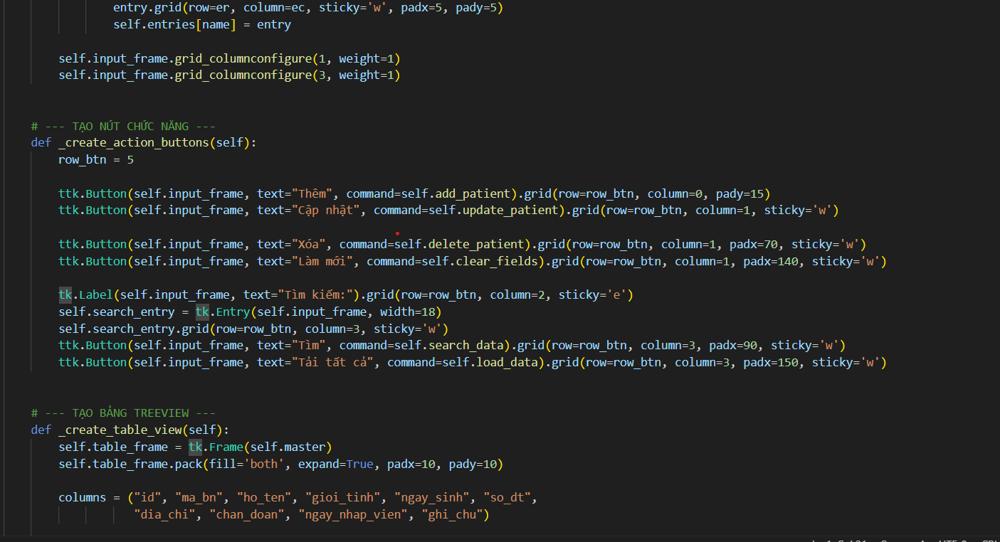 entry.grid(row=er, column=ec, sticky='w', padx=5, pady=5)
self.entries[name] = entry
self.input_frame.grid_columnconfigure(1, weight=1)
self.input_frame.grid_columnconfigure(3, weight=1)
# --- TẠO NÚT CHỨC NĂNG ---
def _create_action_buttons(self):
row_btn = 5
ttk.Button(self.input_frame, text="Thêm", command=self.add_patient).grid(row=row_btn, column=0, pady=15)
ttk.Button(self.input_frame, text="Cập nhật", command=self.update_patient).grid(row=row_btn, column=1, sticky='w')
ttk.Button(self.input_frame, text="Xóa", command=self.delete_patient).grid(row=row_btn, column=1, padx=70, sticky='w')
ttk.Button(self.input_frame, text="Làm mới", command=self.clear_fields).grid(row=row_btn, column=1, padx=140, sticky='w')
tk.Label(self.input_frame, text="Tìm kiếm:").grid(row=row_btn, column=2, sticky='e')
self.search_entry = tk.Entry(self.input_frame, width=18)
self.search_entry.grid(row=row_btn, column=3, sticky='w')
ttk.Button(self.input_frame, text="Tìm", command=self.search_data).grid(row=row_btn, column=3, padx=90, sticky='w')
ttk.Button(self.input_frame, text="Tải tất cả", command=self.load_data).grid(row=row_btn, column=3, padx=150, sticky='w')
# --- TẠO BẢNG TREEVIEW ---
def _create_table_view(self):
self.table_frame = tk.Frame(self.master)
self.table_frame.pack(fill='both', expand=True, padx=10, pady=10)
columns = ("id", "ma_bn", "ho_ten", "gioi_tinh", "ngay_sinh", "so_dt",
"dia_chi", "chan_doan", "ngay_nhap_vien", "ghi_chu")